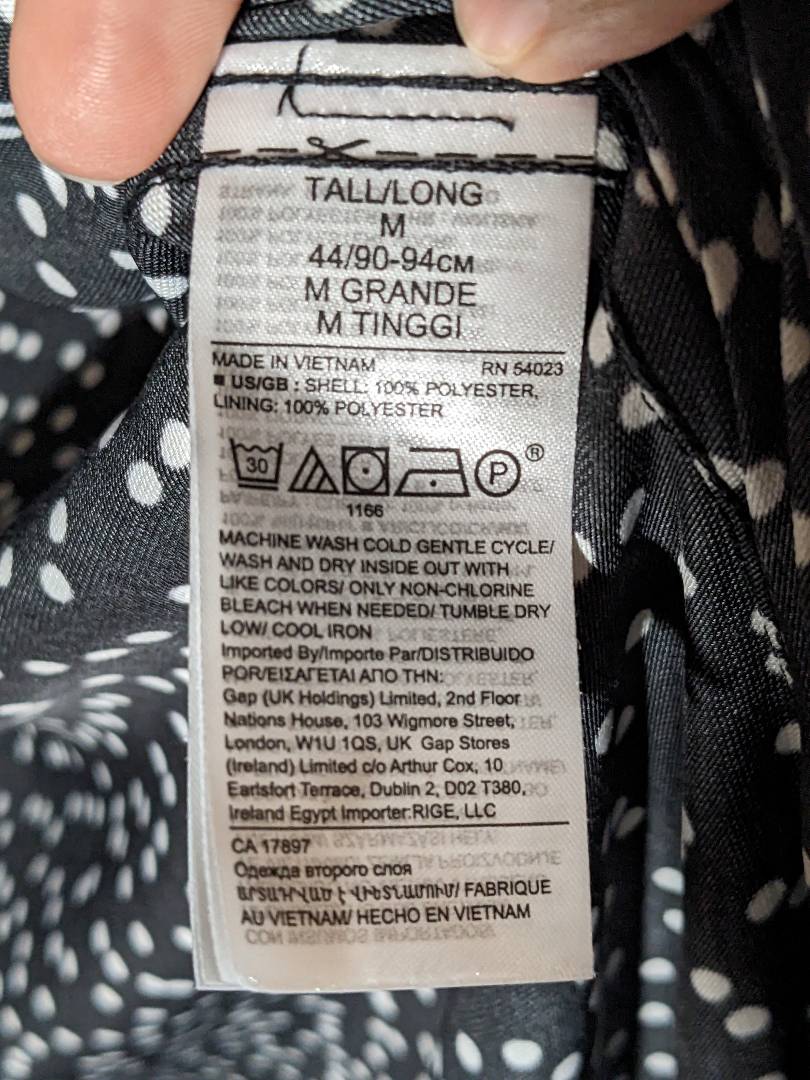 TALL/LONG
M
44/90-94CM
M GRANDE
M TINGGI
MADE IN VIETNAM RN 54023
■ US/GB : SHELL: 100% POLYESTER,
LINING: 100% POLYESTER
30 P ®
1166
MACHINE WASH COLD GENTLE CYCLE/
WASH AND DRY INSIDE OUT WITH
LIKE COLORS/ ONLY NON-CHLORINE
BLEACH WHEN NEEDED/ TUMBLE DRY
LOW/ COOL IRON
Imported By/Importe Par/DISTRIBUIDO
POR/ΕΙΣΑΓΕΤΑΙ ΑΠΟ ΤΗΝ:
Gap (UK Holdings) Limited, 2nd Floor
Nations House, 103 Wigmore Street,
London, W1U 1QS, UK Gap Stores
(Ireland) Limited c/o Arthur Cox, 10
Earlsfort Terrace, Dublin 2, D02 T380,
Ireland Egypt Importer:RIGE, LLC
CA 17897
Одежда второго слоя
ԱՐՏԱԴՎԱԾ Է ՎԻԵՏՆԱՄՈՒՄ/ FABRIQUE
AU VIETNAM/ HECHO EN VIETNAM